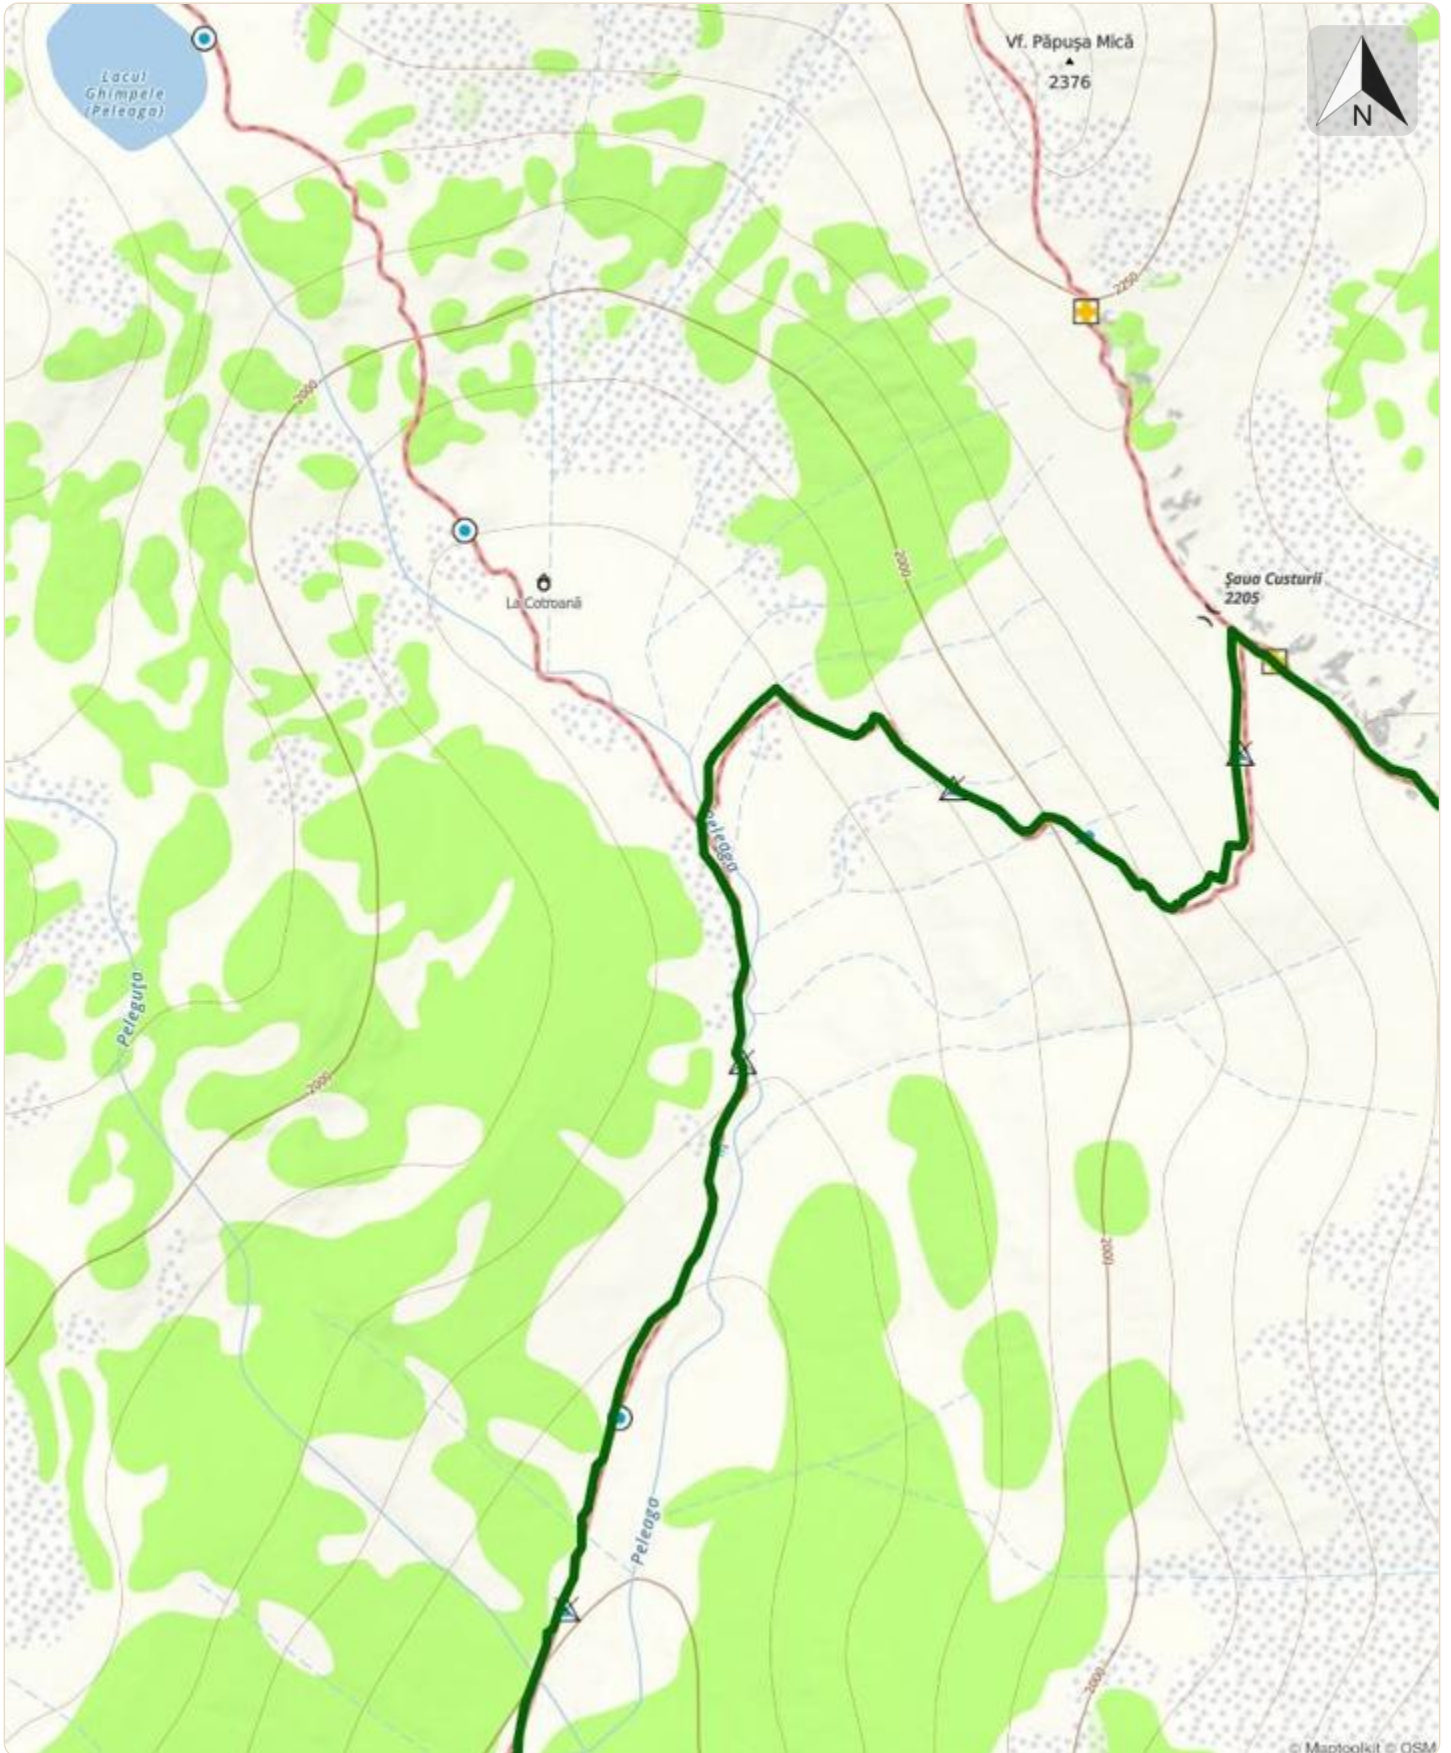 Vf. Păpușa Mică
2376
N
Lacul
Ghimpele
(Peleaga)
2250
2000
2000
Șaua Custurii
2205
La Cotroană
Peleaga
Peleguța
2000
2000
Peleaga
2000
© Maptoolkit © OSM